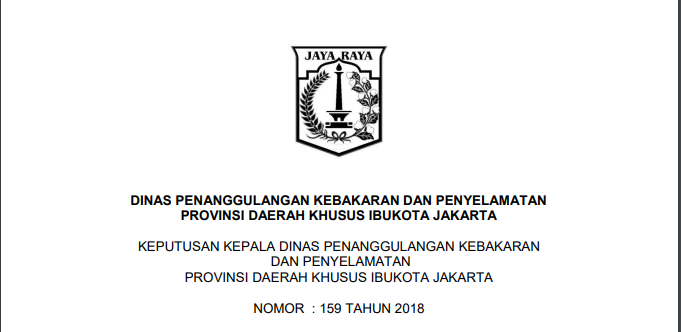 JAYA RAYA
DINAS PENANGGULANGAN KEBAKARAN DAN PENYELAMATAN
PROVINSI DAERAH KHUSUS IBUKOTA JAKARTA
KEPUTUSAN KEPALA DINAS PENANGGULANGAN KEBAKARAN
DAN PENYELAMATAN
PROVINSI DAERAH KHUSUS IBUKOTA JAKARTA
NOMOR : 159 TAHUN 2018